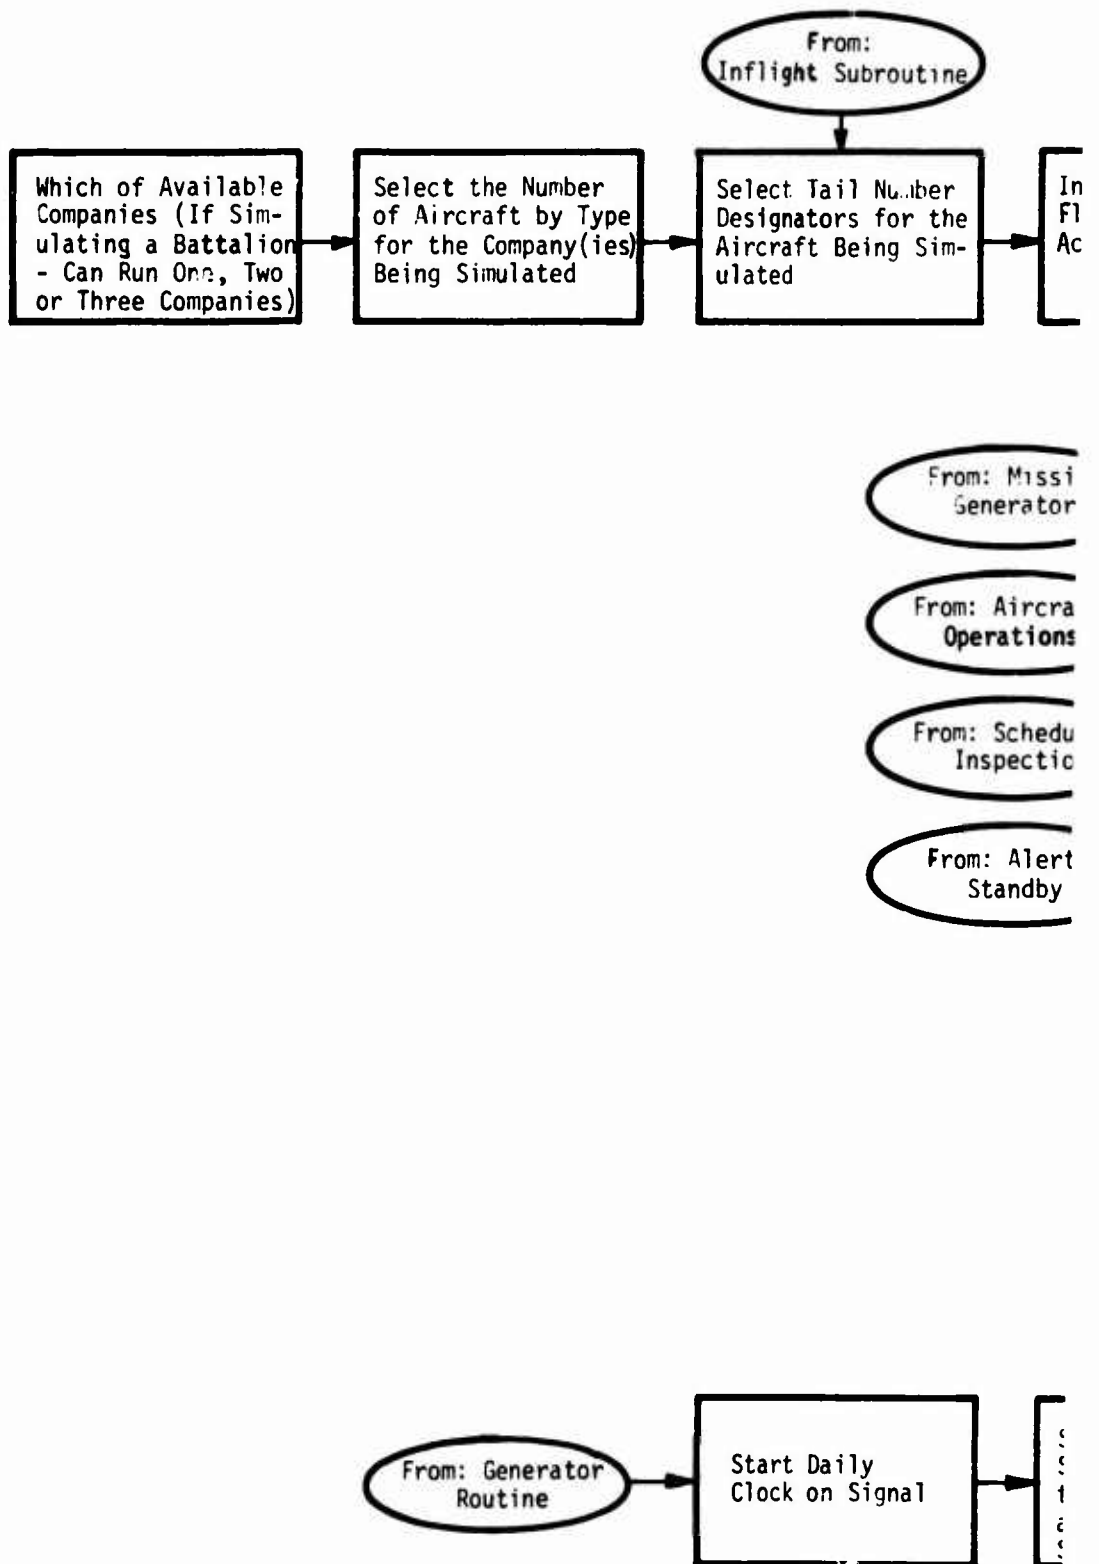 From:
Inflight Subroutine
Which of Available
Companies (If Sim-
ulating a Battalion
- Can Run One, Two
or Three Companies)
Select the Number
of Aircraft by Type
for the Company(ies)
Being Simulated
Select Tail Number
Designators for the
Aircraft Being Sim-
ulated
In
Fl
Ac
From: Missi
Generator
From: Aircra
Operations
From: Schedu
Inspectio
From: Alert
Standby
From: Generator
Routine
Start Daily
Clock on Signal
t